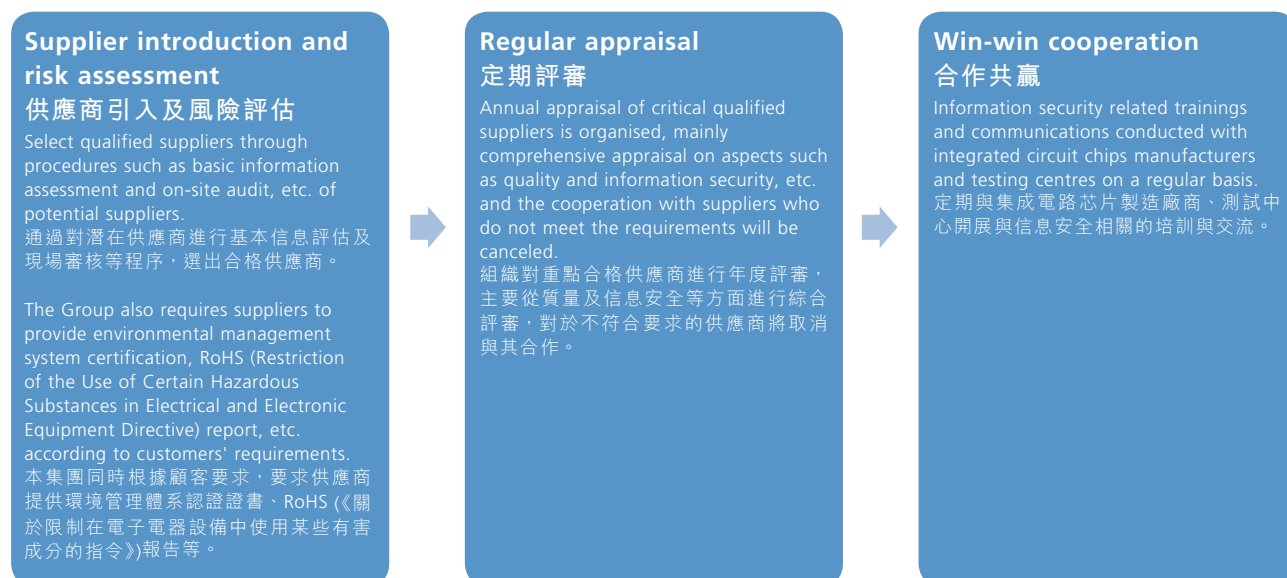 Supplier introduction and
risk assessment
供應商引入及風險評估
Select qualified suppliers through
procedures such as basic information
assessment and on-site audit, etc. of
potential suppliers.
通過對潛在供應商進行基本信息評估及
現場審核等程序，選出合格供應商。
The Group also requires suppliers to
provide environmental management
system certification, RoHS (Restriction
of the Use of Certain Hazardous
Substances in Electrical and Electronic
Equipment Directive) report, etc.
according to customers' requirements.
本集團同時根據顧客要求，要求供應商
提供環境管理體系認證證書、RoHS (《關
於限制在電子電器設備中使用某些有害
成分的指令》)報告等。
Regular appraisal
定期評審
Annual appraisal of critical qualified
suppliers is organised, mainly
comprehensive appraisal on aspects such
as quality and information security, etc.
and the cooperation with suppliers who
do not meet the requirements will be
canceled.
組織對重點合格供應商進行年度評審，
主要從質量及信息安全等方面進行綜合
評審，對於不符合要求的供應商將取消
與其合作。
Win-win cooperation
合作共贏
Information security related trainings
and communications conducted with
integrated circuit chips manufacturers
and testing centres on a regular basis.
定期與集成電路芯片製造廠商、測試中
心開展與信息安全相關的培訓與交流。